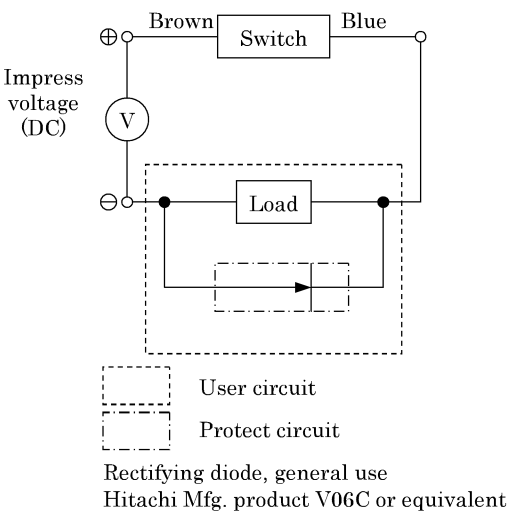 Brown
Blue
⊕
Switch
Impress
voltage
(DC)
V
⊖
Load
User circuit
Protect circuit
Rectifying diode, general use
Hitachi Mfg. product V06C or equivalent